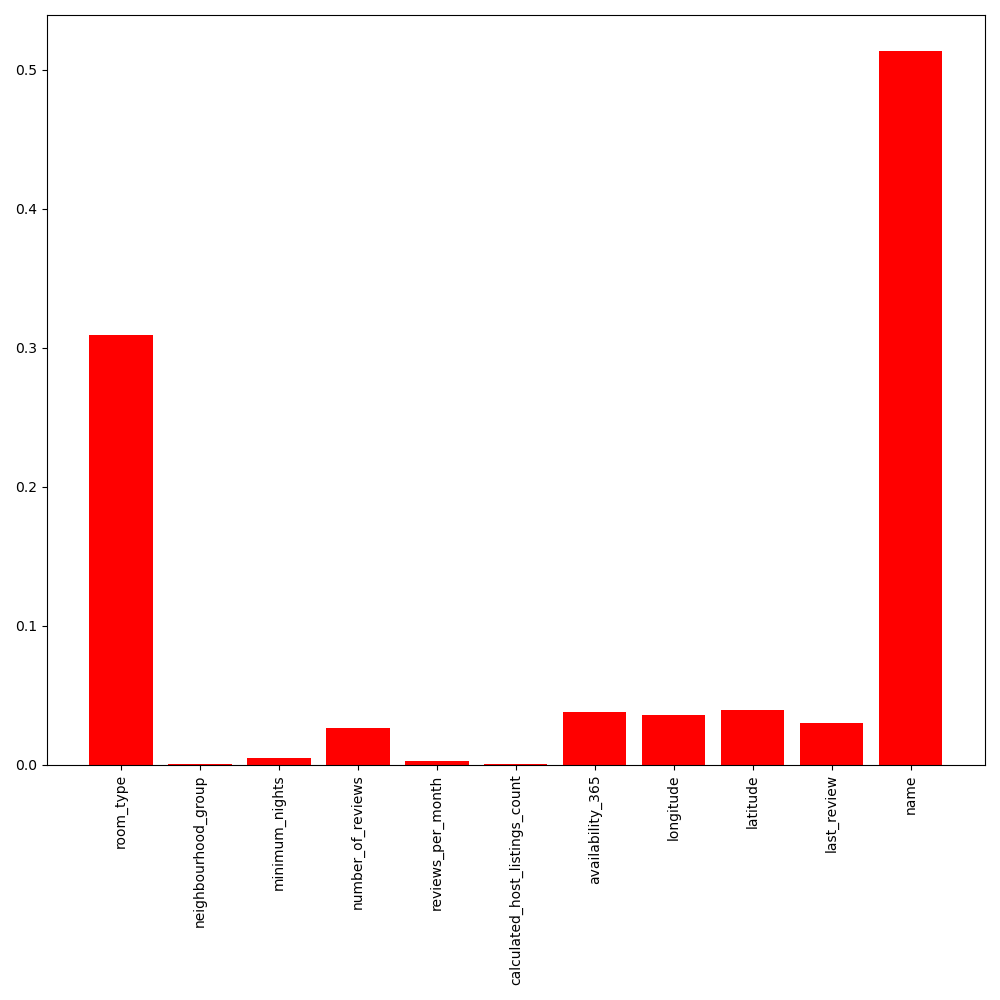 0.5
0.4
0.3
0.2
0.1
0.0
room_type
neighbourhood_group
minimum_nights
number_of_reviews
reviews_per_month
calculated_host_listings_count
availability_365
longitude
latitude
last_review
name